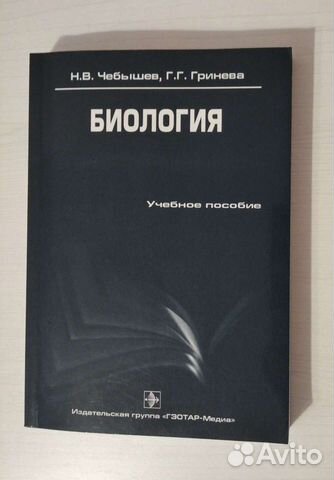 Н.В. Чебышев, Г.Г. Гринева
БИОЛОГИЯ
Учебное пособие
Издательская группа «ГЭОТАР-Медиа»
Avito